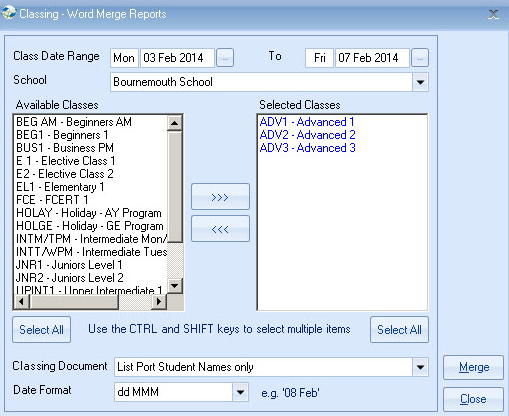 Classing - Word Merge Reports
Class Date Range Mon 03 Feb 2014 To Fri 07 Feb 2014
School Bournemouth School
Available Classes
BEG AM - Beginners AM
BEG1 - Beginners 1
BUS1 - Business PM
E 1 - Elective Class 1
E2 - Elective Class 2
EL1 - Elementary 1
FCE - FCERT 1
HOLAY - Holiday - AY Program
HOLGE - Holiday - GE Program
INTM/TPM - Intermediate Mon/
INTT/WPM - Intermediate Tues
JNR1 - Juniors Level 1
JNR2 - Juniors Level 2
UPINT1 - Upper Intermediate 1
>>>
<<<
Selected Classes
ADV1 - Advanced 1
ADV2 - Advanced 2
ADV3 - Advanced 3
Select All Use the CTRL and SHIFT keys to select multiple items Select All
Classing Document List Port Student Names only
Merge
Date Format dd MMM e.g. '08 Feb'
Close